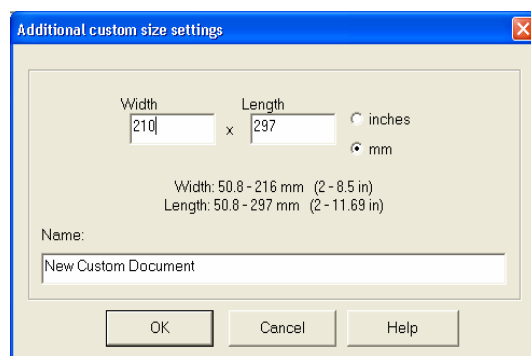 Additional custom size settings
Width Length
210 x 297
inches
mm
Width: 50.8 - 216 mm (2 - 8.5 in)
Length: 50.8 - 297 mm (2 - 11.69 in)
Name:
New Custom Document
OK Cancel Help